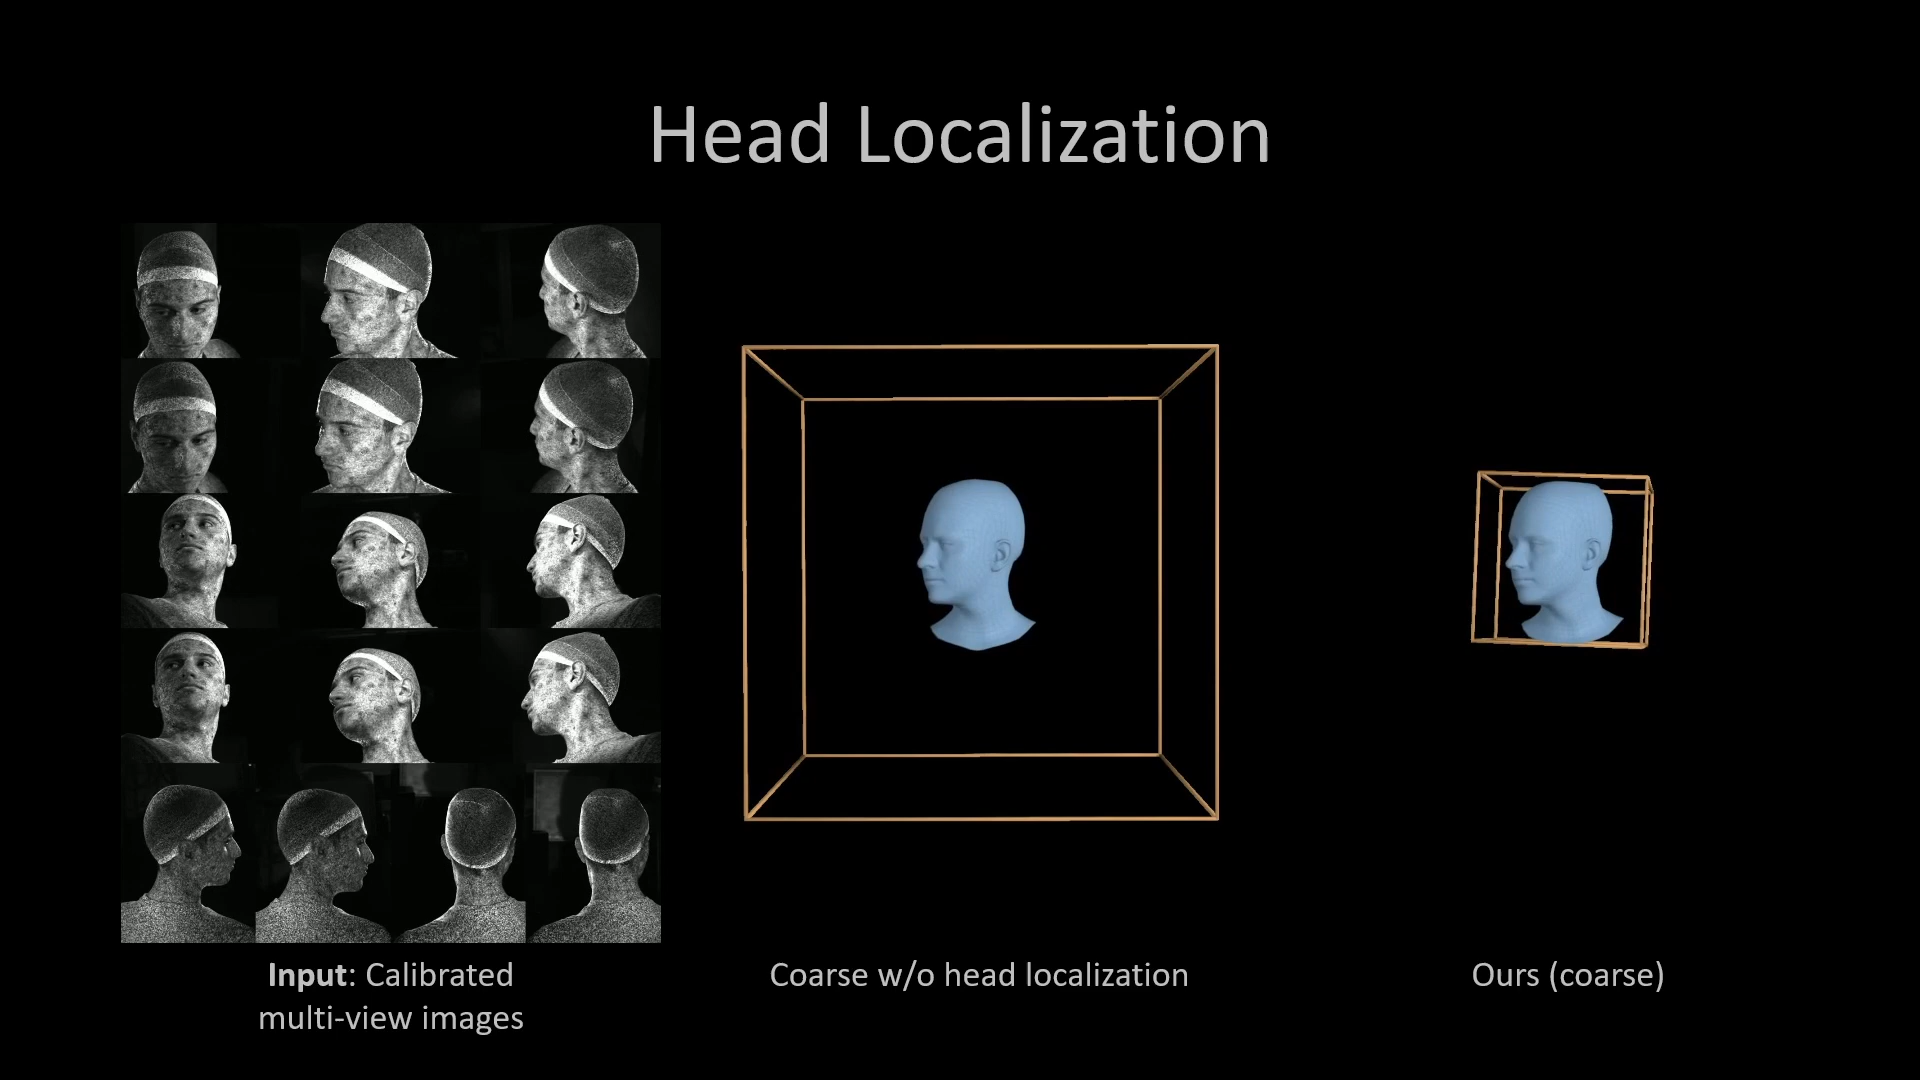 Head Localization
Input: Calibrated
multi-view images
Coarse w/o head localization
Ours (coarse)